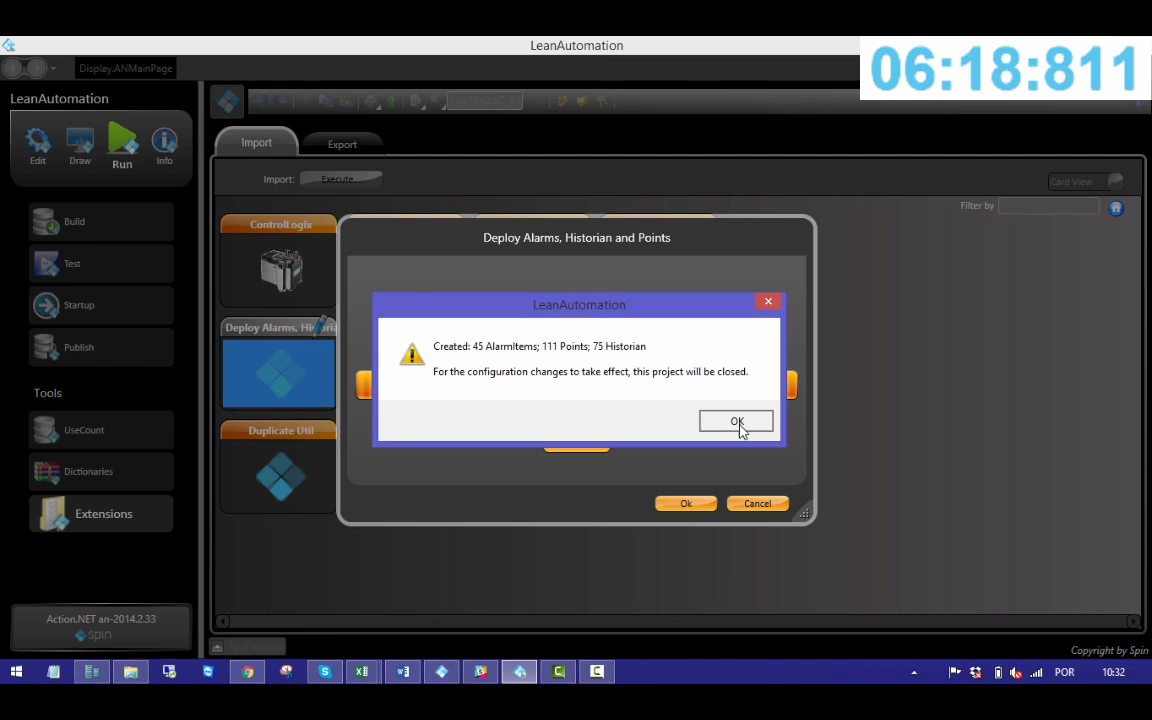 LeanAutomation
06:18:811
Display.ANMainPage
LeanAutomation
Edit
Draw
Run
Info
Import
Export
Import:
Execute...
Card View
Filter by
Build
Test
Startup
Publish
Tools
UseCount
Dictionaries
Extensions
ControlLogix
Deploy Alarms, Historia
Duplicate Util
Deploy Alarms, Historian and Points
LeanAutomation
Created: 45 AlarmItems; 111 Points; 75 Historian
For the configuration changes to take effect, this project will be closed.
OK
Ok
Cancel
Action.NET an-2014.2.33
spin
Copyright by Spin
POR
10:32